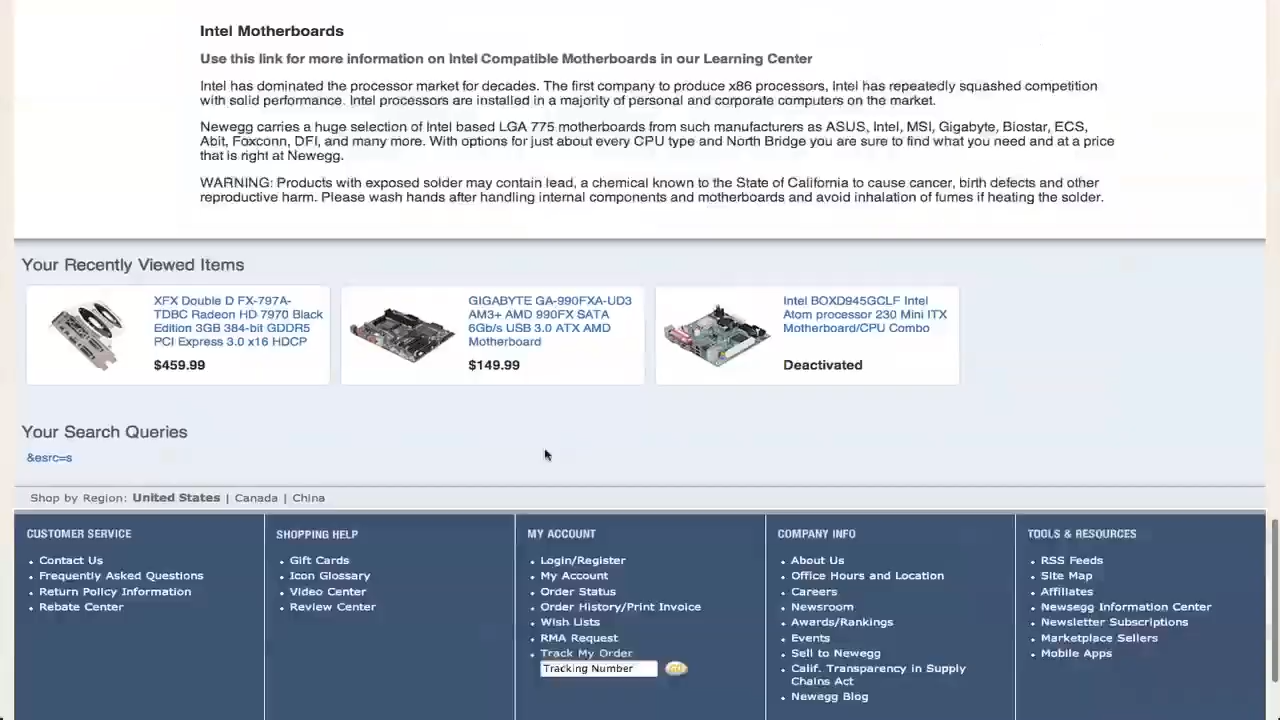 Intel Motherboards
Use this link for more information on Intel Compatible Motherboards in our Learning Center
Intel has dominated the processor market for decades. The first company to produce x86 processors, Intel has repeatedly squashed competition
with solid performance. Intel processors are installed in a majority of personal and corporate computers on the market.
Newegg carries a huge selection of Intel based LGA 775 motherboards from such manufacturers as ASUS, Intel, MSI, Gigabyte, Biostar, ECS,
Abit, Foxconn, DFI, and many more. With options for just about every CPU type and North Bridge you are sure to find what you need and at a price
that is right at Newegg.
WARNING: Products with exposed solder may contain lead, a chemical known to the State of California to cause cancer, birth defects and other
reproductive harm. Please wash hands after handling internal components and motherboards and avoid inhalation of fumes if heating the solder.
Your Recently Viewed Items
XFX Double D FX-797A-
TDBC Radeon HD 7970 Black
Edition 3GB 384-bit GDDR5
PCI Express 3.0 x16 HDCP
$459.99
GIGABYTE GA-990FXA-UD3
AM3+ AMD 990FX SATA
6Gb/s USB 3.0 ATX AMD
Motherboard
$149.99
Intel BOXD945GCLF Intel
Atom processor 230 Mini ITX
Motherboard/CPU Combo
Deactivated
Your Search Queries
&esrc=s
Shop by Region: United States | Canada | China
CUSTOMER SERVICE
Contact Us
Frequently Asked Questions
Return Policy Information
Rebate Center
SHOPPING HELP
Gift Cards
Icon Glossary
Video Center
Review Center
MY ACCOUNT
Login/Register
My Account
Order Status
Order History/Print Invoice
Wish Lists
RMA Request
Track My Order
Tracking Number
GO
COMPANY INFO
About Us
Office Hours and Location
Careers
Newsroom
Awards/Rankings
Events
Sell to Newegg
Calif. Transparency in Supply
Chains Act
Newegg Blog
TOOLS & RESOURCES
RSS Feeds
Site Map
Affiliates
Newsegg Information Center
Newsletter Subscriptions
Marketplace Sellers
Mobile Apps